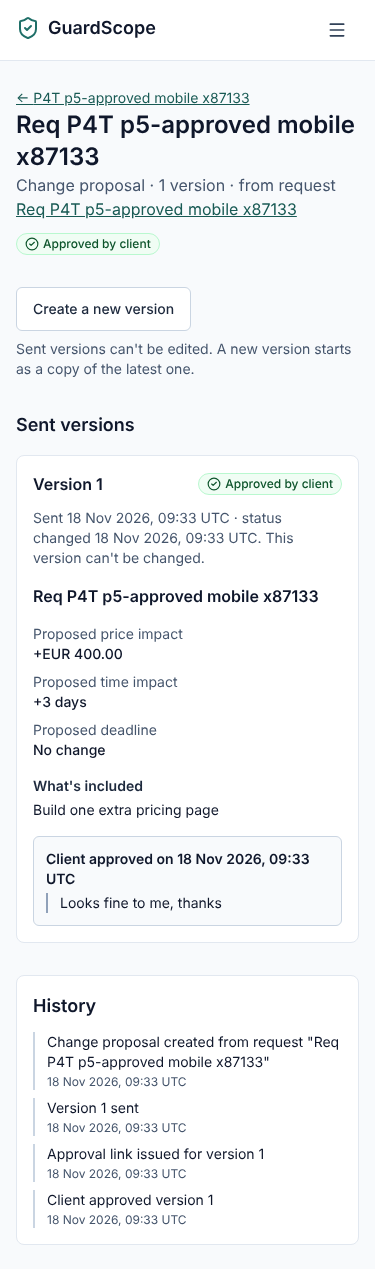 GuardScope
← P4T p5-approved mobile x87133
Req P4T p5-approved mobile
x87133
Change proposal · 1 version · from request
Req P4T p5-approved mobile x87133
Approved by client
Create a new version
Sent versions can't be edited. A new version starts
as a copy of the latest one.
Sent versions
Version 1
Approved by client
Sent 18 Nov 2026, 09:33 UTC · status
changed 18 Nov 2026, 09:33 UTC. This
version can't be changed.
Req P4T p5-approved mobile x87133
Proposed price impact
+EUR 400.00
Proposed time impact
+3 days
Proposed deadline
No change
What's included
Build one extra pricing page
Client approved on 18 Nov 2026, 09:33
UTC
Looks fine to me, thanks
History
Change proposal created from request "Req
P4T p5-approved mobile x87133"
18 Nov 2026, 09:33 UTC
Version 1 sent
18 Nov 2026, 09:33 UTC
Approval link issued for version 1
18 Nov 2026, 09:33 UTC
Client approved version 1
18 Nov 2026, 09:33 UTC